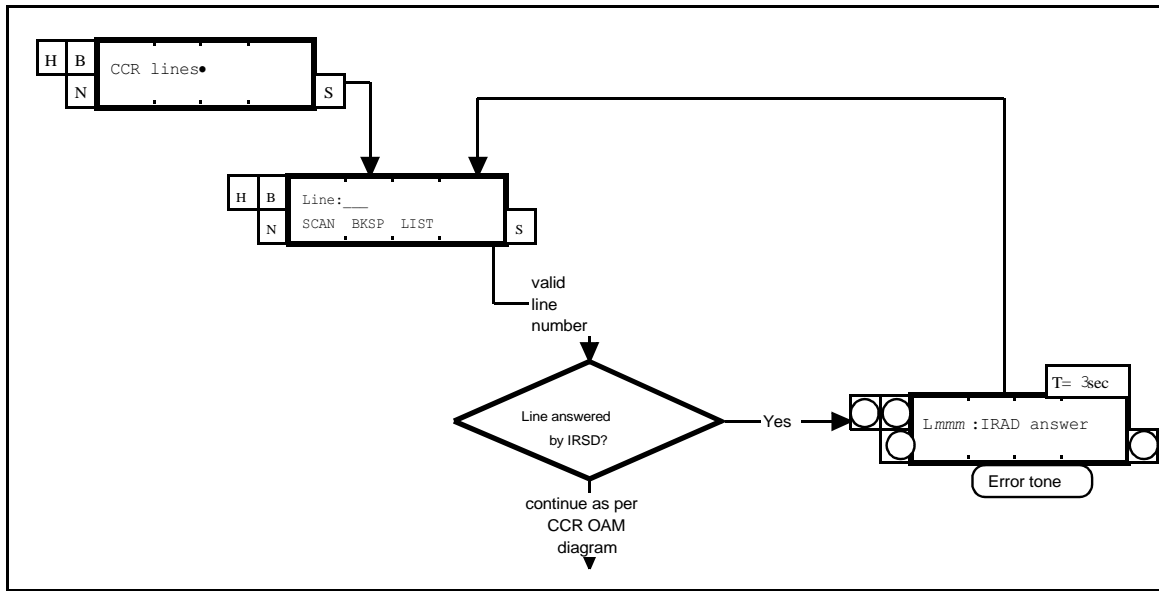 H B
CCR lines•
N
S
H B
Line:___
N
SCAN BKSP LIST
S
valid
line
number
Line answered
by IRSD?
Yes
T= 3sec
Lmmm :IRAD answer
Error tone
continue as per
CCR OAM
diagram